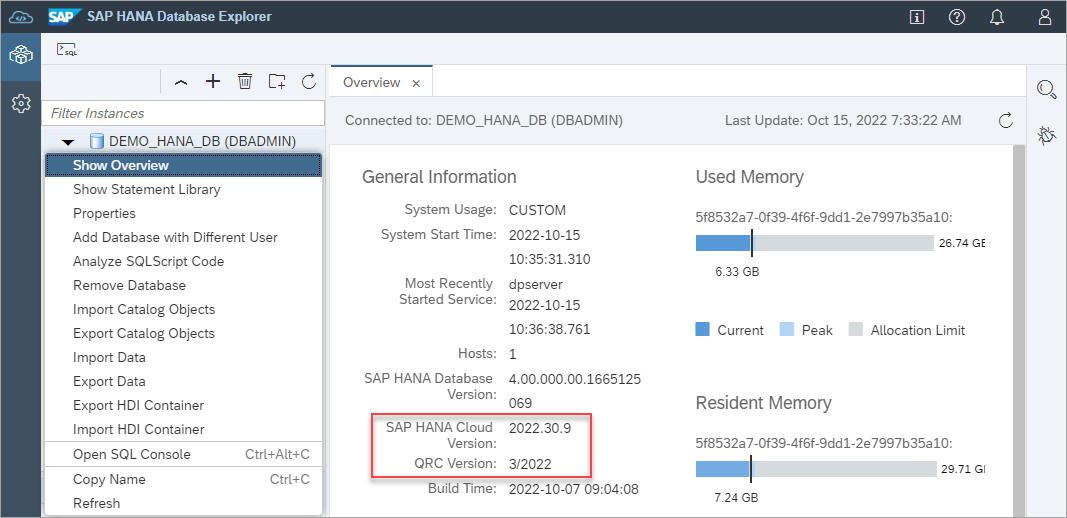 SAP SAP HANA Database Explorer
SQL
Filter Instances
DEMO_HANA_DB (DBADMIN)
Show Overview
Show Statement Library
Properties
Add Database with Different User
Analyze SQLScript Code
Remove Database
Import Catalog Objects
Export Catalog Objects
Import Data
Export Data
Export HDI Container
Import HDI Container
Open SQL Console Ctrl+Alt+C
Copy Name Ctrl+C
Refresh
Overview
Connected to: DEMO_HANA_DB (DBADMIN) Last Update: Oct 15, 2022 7:33:22 AM
General Information
System Usage: CUSTOM
System Start Time: 2022-10-15
10:35:31.310
Most Recently dpserver
Started Service: 2022-10-15
10:36:38.761
Hosts: 1
SAP HANA Database 4.00.000.00.1665125
Version: 069
SAP HANA Cloud 2022.30.9
Version:
QRC Version: 3/2022
Build Time: 2022-10-07 09:04:08
Used Memory
5f8532a7-0f39-4f6f-9dd1-2e7997b35a10:
26.74 GB
6.33 GB
Current Peak Allocation Limit
Resident Memory
5f8532a7-0f39-4f6f-9dd1-2e7997b35a10:
29.71 GB
7.24 GB